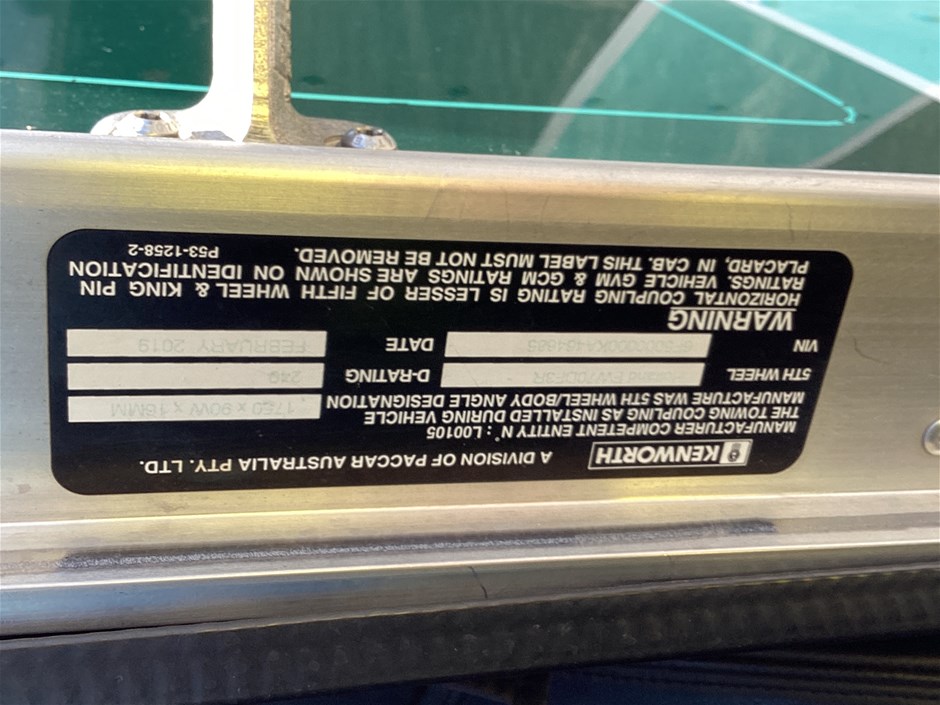 KENWORTH A DIVISION OF PACCAR AUSTRALIA PTY. LTD.
MANUFACTURER COMPETENT ENTITY N°: L00105
THE TOWING COUPLING AS INSTALLED DURING VEHICLE
MANUFACTURE WAS 5TH WHEEL/BODY ANGLE DESIGNATION 1750 x 90W x 16MM
5TH WHEEL D-RATING 249
VIN DATE FEBRUARY 2019
WARNING
HORIZONTAL COUPLING RATING IS LESSER OF FIFTH WHEEL & KING PIN
RATINGS. VEHICLE GVM & GCM RATINGS ARE SHOWN ON IDENTIFICATION
PLACARD, IN CAB. THIS LABEL MUST NOT BE REMOVED. P53-1258-2